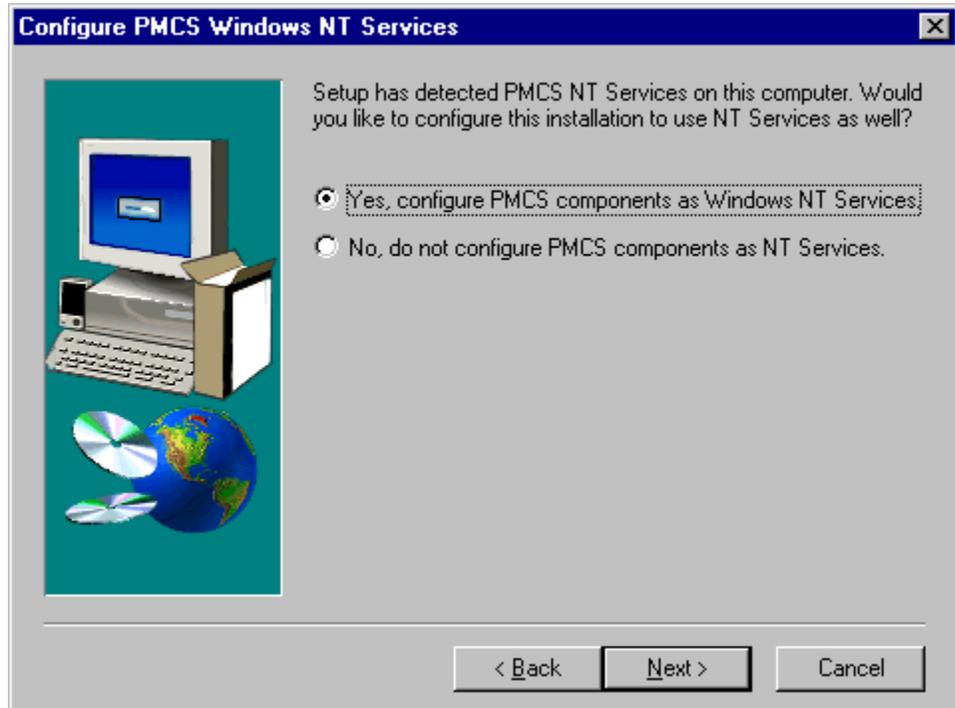 Configure PMCS Windows NT Services
Setup has detected PMCS NT Services on this computer. Would
you like to configure this installation to use NT Services as well?
Yes, configure PMCS components as Windows NT Services.
No, do not configure PMCS components as NT Services.
< Back
Next >
Cancel